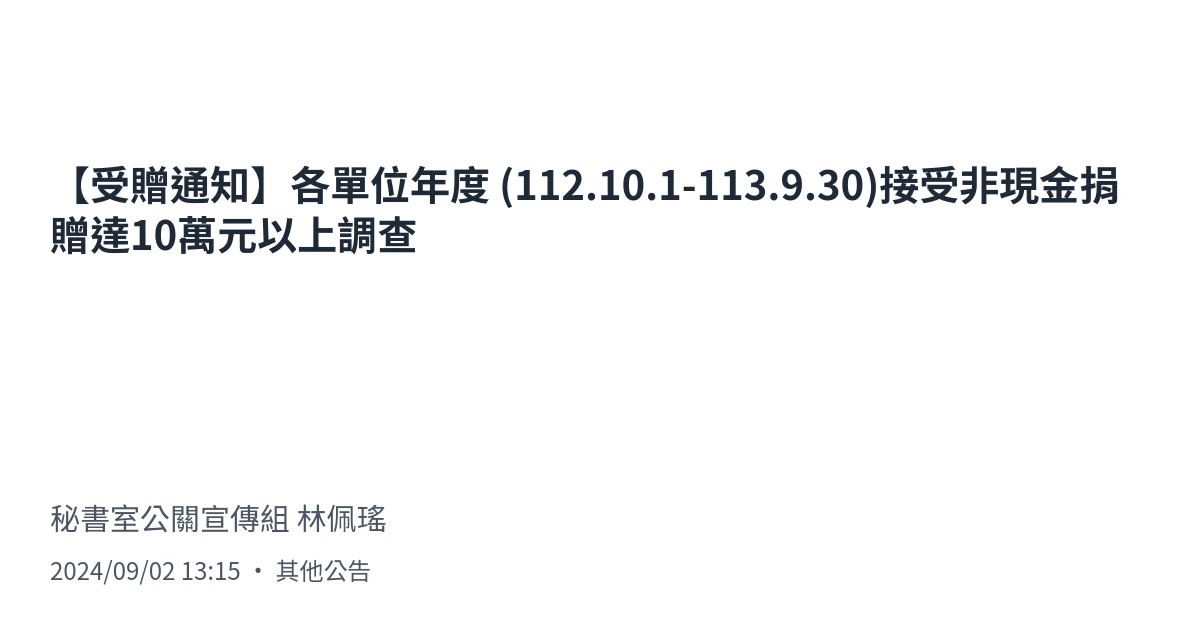 【受贈通知】各單位年度 (112.10.1-113.9.30)接受非現金捐
贈達10萬元以上調查
秘書室公關宣傳組 林佩瑤
2024/09/02 13:15 • 其他公告